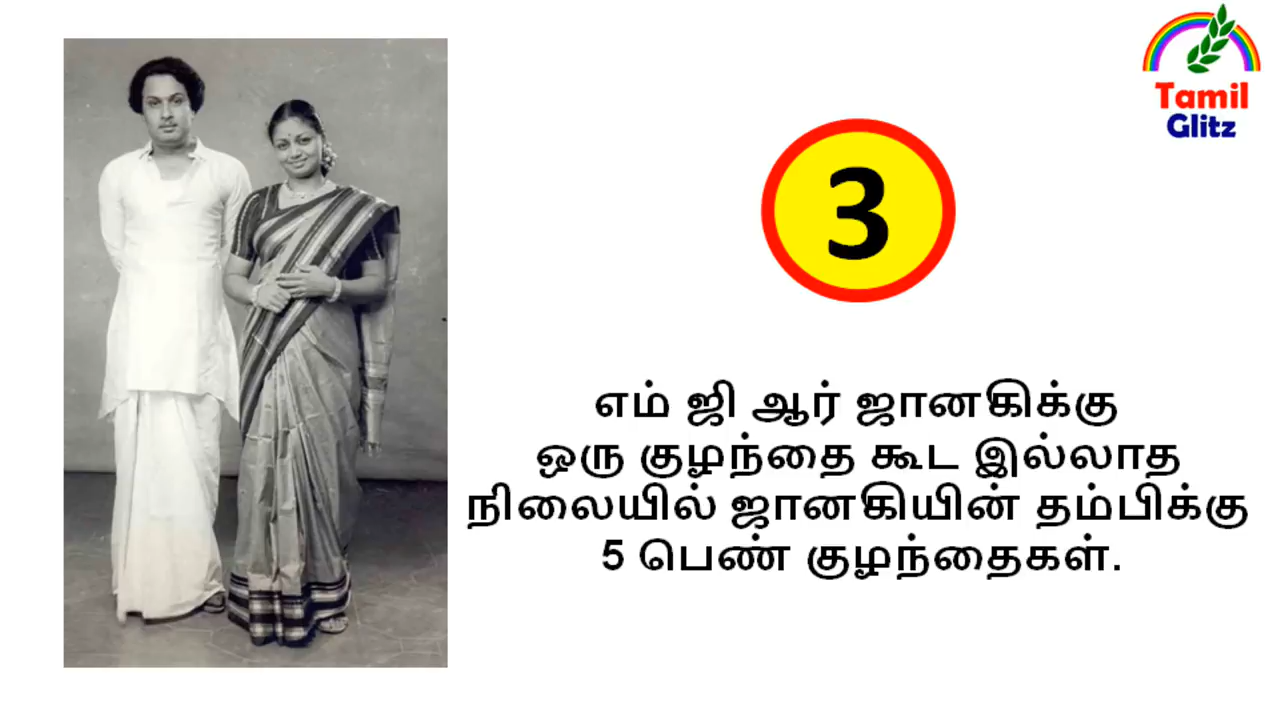 Tamil
Glitz
3
எம் ஜி ஆர் ஜானகிக்கு
ஒரு குழந்தை கூட இல்லாத
நிலையில் ஜானகியின் தம்பிக்கு
5 பெண் குழந்தைகள்.